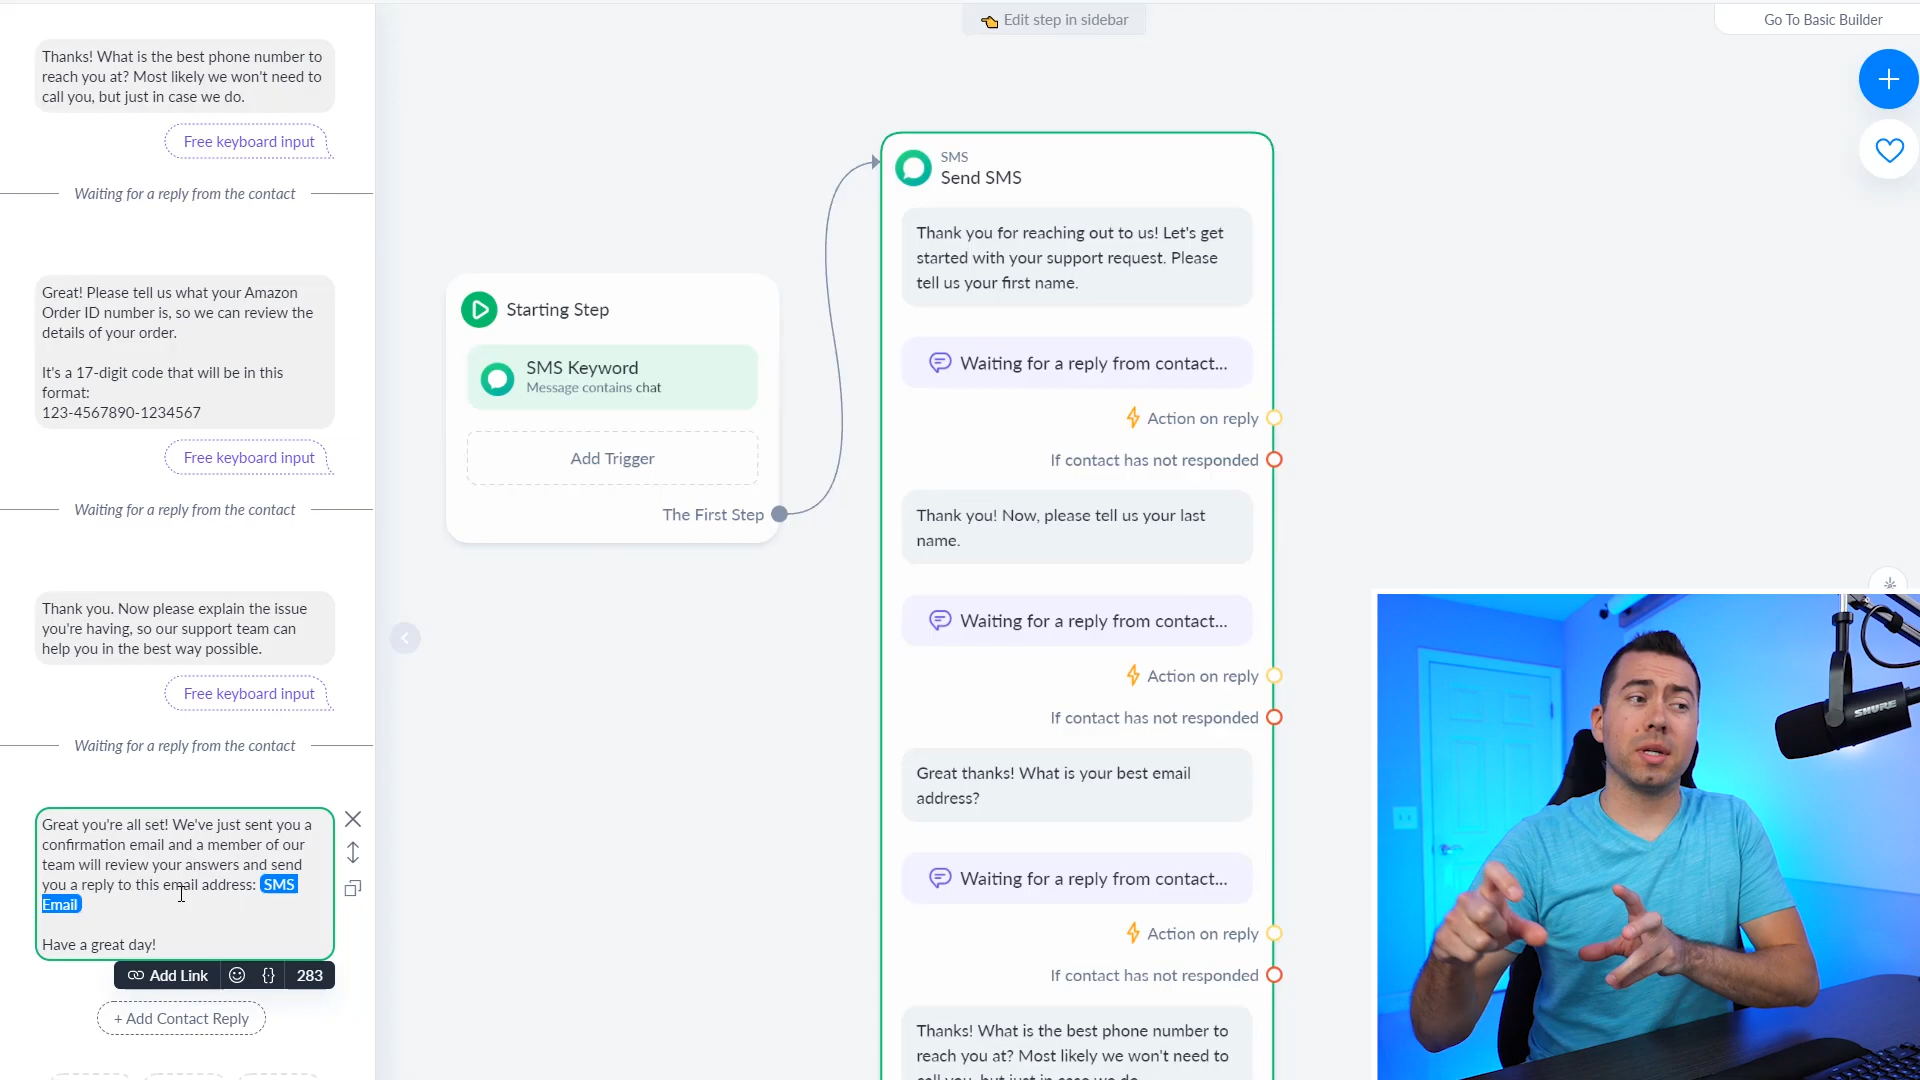 Edit step in sidebar
Go To Basic Builder
Thanks! What is the best phone number to
reach you at? Most likely we won't need to
call you, but just in case we do.
Free keyboard input
Waiting for a reply from the contact
Great! Please tell us what your Amazon
Order ID number is, so we can review the
details of your order.
It's a 17-digit code that will be in this
format:
123-4567890-1234567
Free keyboard input
Waiting for a reply from the contact
Thank you. Now please explain the issue
you're having, so our support team can
help you in the best way possible.
Free keyboard input
Waiting for a reply from the contact
Great you're all set! We've just sent you a
confirmation email and a member of our
team will review your answers and send
you a reply to this email address: SMS
Email
Have a great day!
Add Link {} 283
+ Add Contact Reply
Starting Step
SMS Keyword
Message contains chat
Add Trigger
The First Step
SMS
Send SMS
Thank you for reaching out to us! Let's get
started with your support request. Please
tell us your first name.
Waiting for a reply from contact...
Action on reply
If contact has not responded
Thank you! Now, please tell us your last
name.
Waiting for a reply from contact...
Action on reply
If contact has not responded
Great thanks! What is your best email
address?
Waiting for a reply from contact...
Action on reply
If contact has not responded
Thanks! What is the best phone number to
reach you at? Most likely we won't need to
call you, but just in case we do.
SHURE